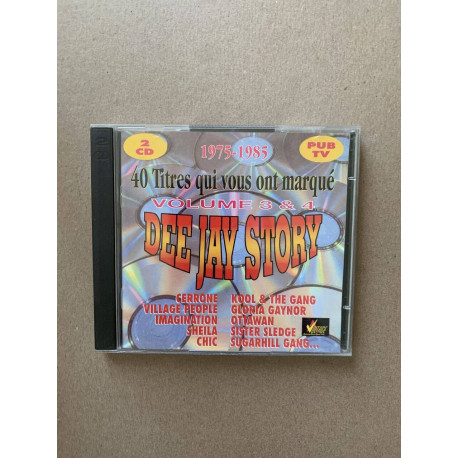 2
CD
1975-1985
PUB
TV
40 Titres qui vous ont marqué
VOLUME 3 & 4
DEE JAY STORY
CERRONE KOOL & THE GANG
VILLAGE PEOPLE GLORIA GAYNOR
IMAGINATION OTTAWAN
SHEILA SISTER SLEDGE
CHIC SUGARHILL GANG...